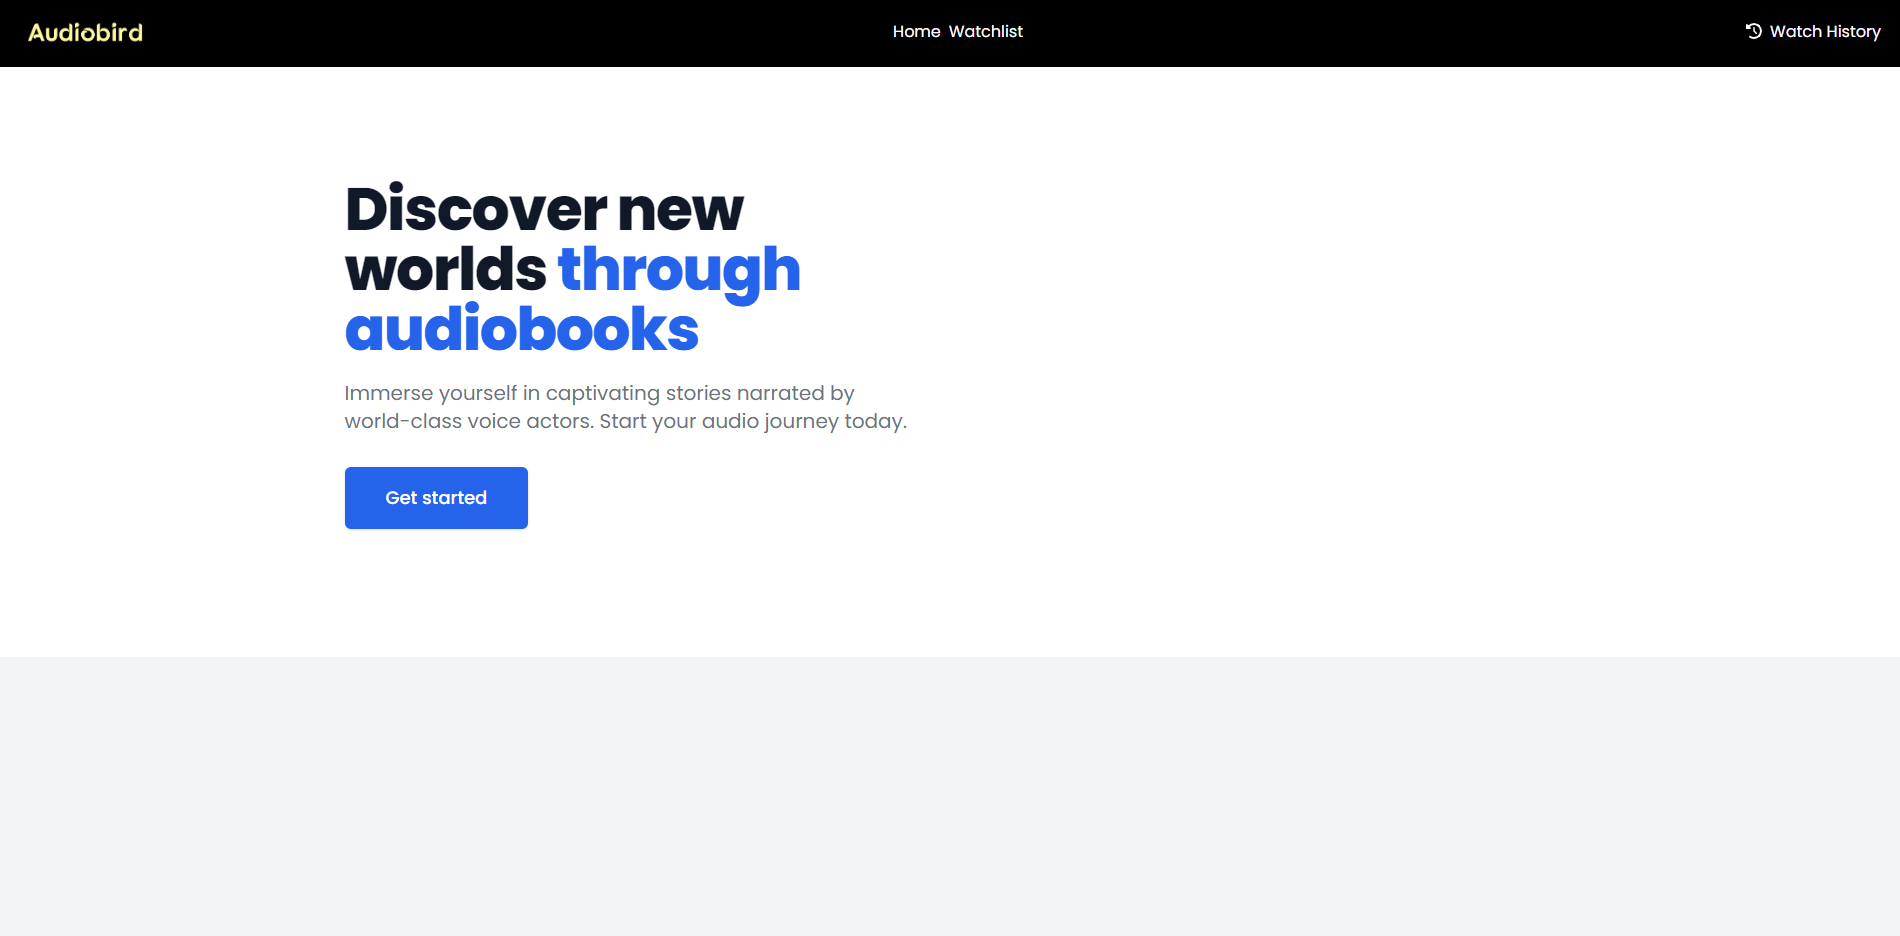 Audiobird
Home Watchlist
Watch History
Discover new
worlds through
audiobooks
Immerse yourself in captivating stories narrated by
world-class voice actors. Start your audio journey today.
Get started